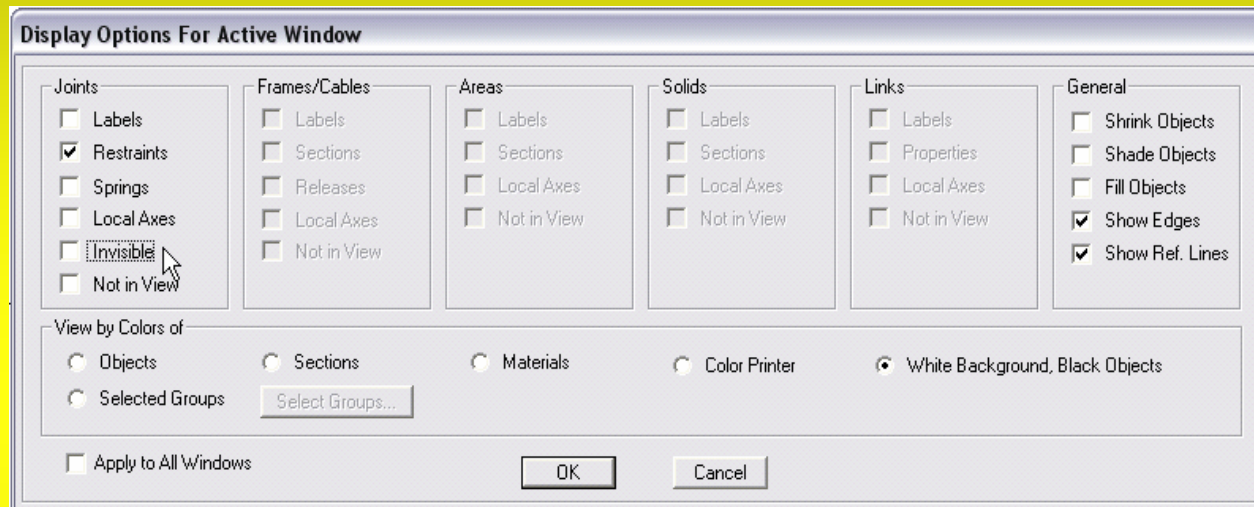 Display Options For Active Window
Joints
Labels
Restraints
Springs
Local Axes
Invisible
Not in View
Frames/Cables
Labels
Sections
Releases
Local Axes
Not in View
Areas
Labels
Sections
Local Axes
Not in View
Solids
Labels
Sections
Local Axes
Not in View
Links
Labels
Properties
Local Axes
Not in View
General
Shrink Objects
Shade Objects
Fill Objects
Show Edges
Show Ref. Lines
View by Colors of
Objects
Sections
Materials
Color Printer
White Background, Black Objects
Selected Groups
Select Groups...
Apply to All Windows
OK
Cancel